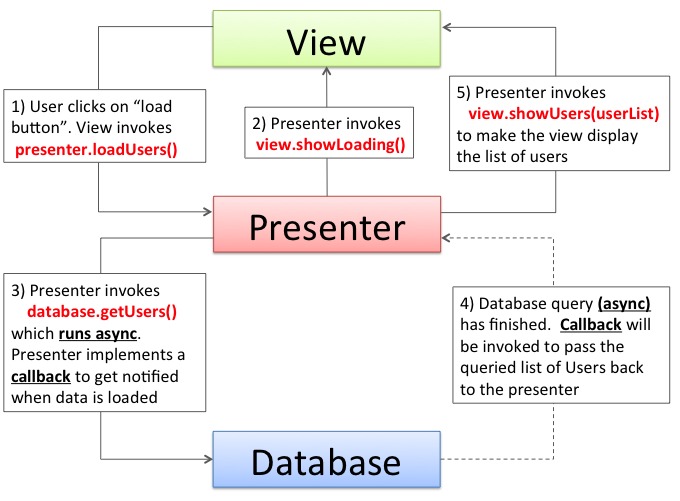 View
1) User clicks on “load
button”. View invokes
presenter.loadUsers()
2) Presenter invokes
view.showLoading()
5) Presenter invokes
view.showUsers(userList)
to make the view display
the list of users
Presenter
3) Presenter invokes
database.getUsers()
which runs async.
Presenter implements a
callback to get notified
when data is loaded
4) Database query (async)
has finished.  Callback will
be invoked to pass the
queried list of Users back
to the presenter
Database